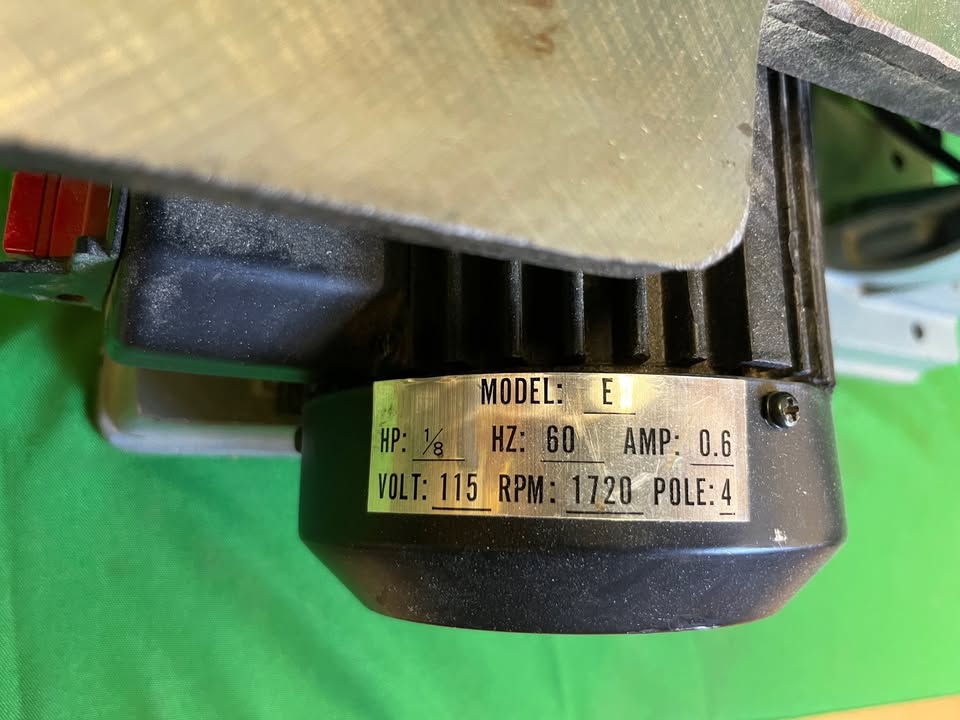 MODEL: E
HP: 1/8 HZ: 60 AMP: 0.6
VOLT: 115 RPM: 1720 POLE: 4